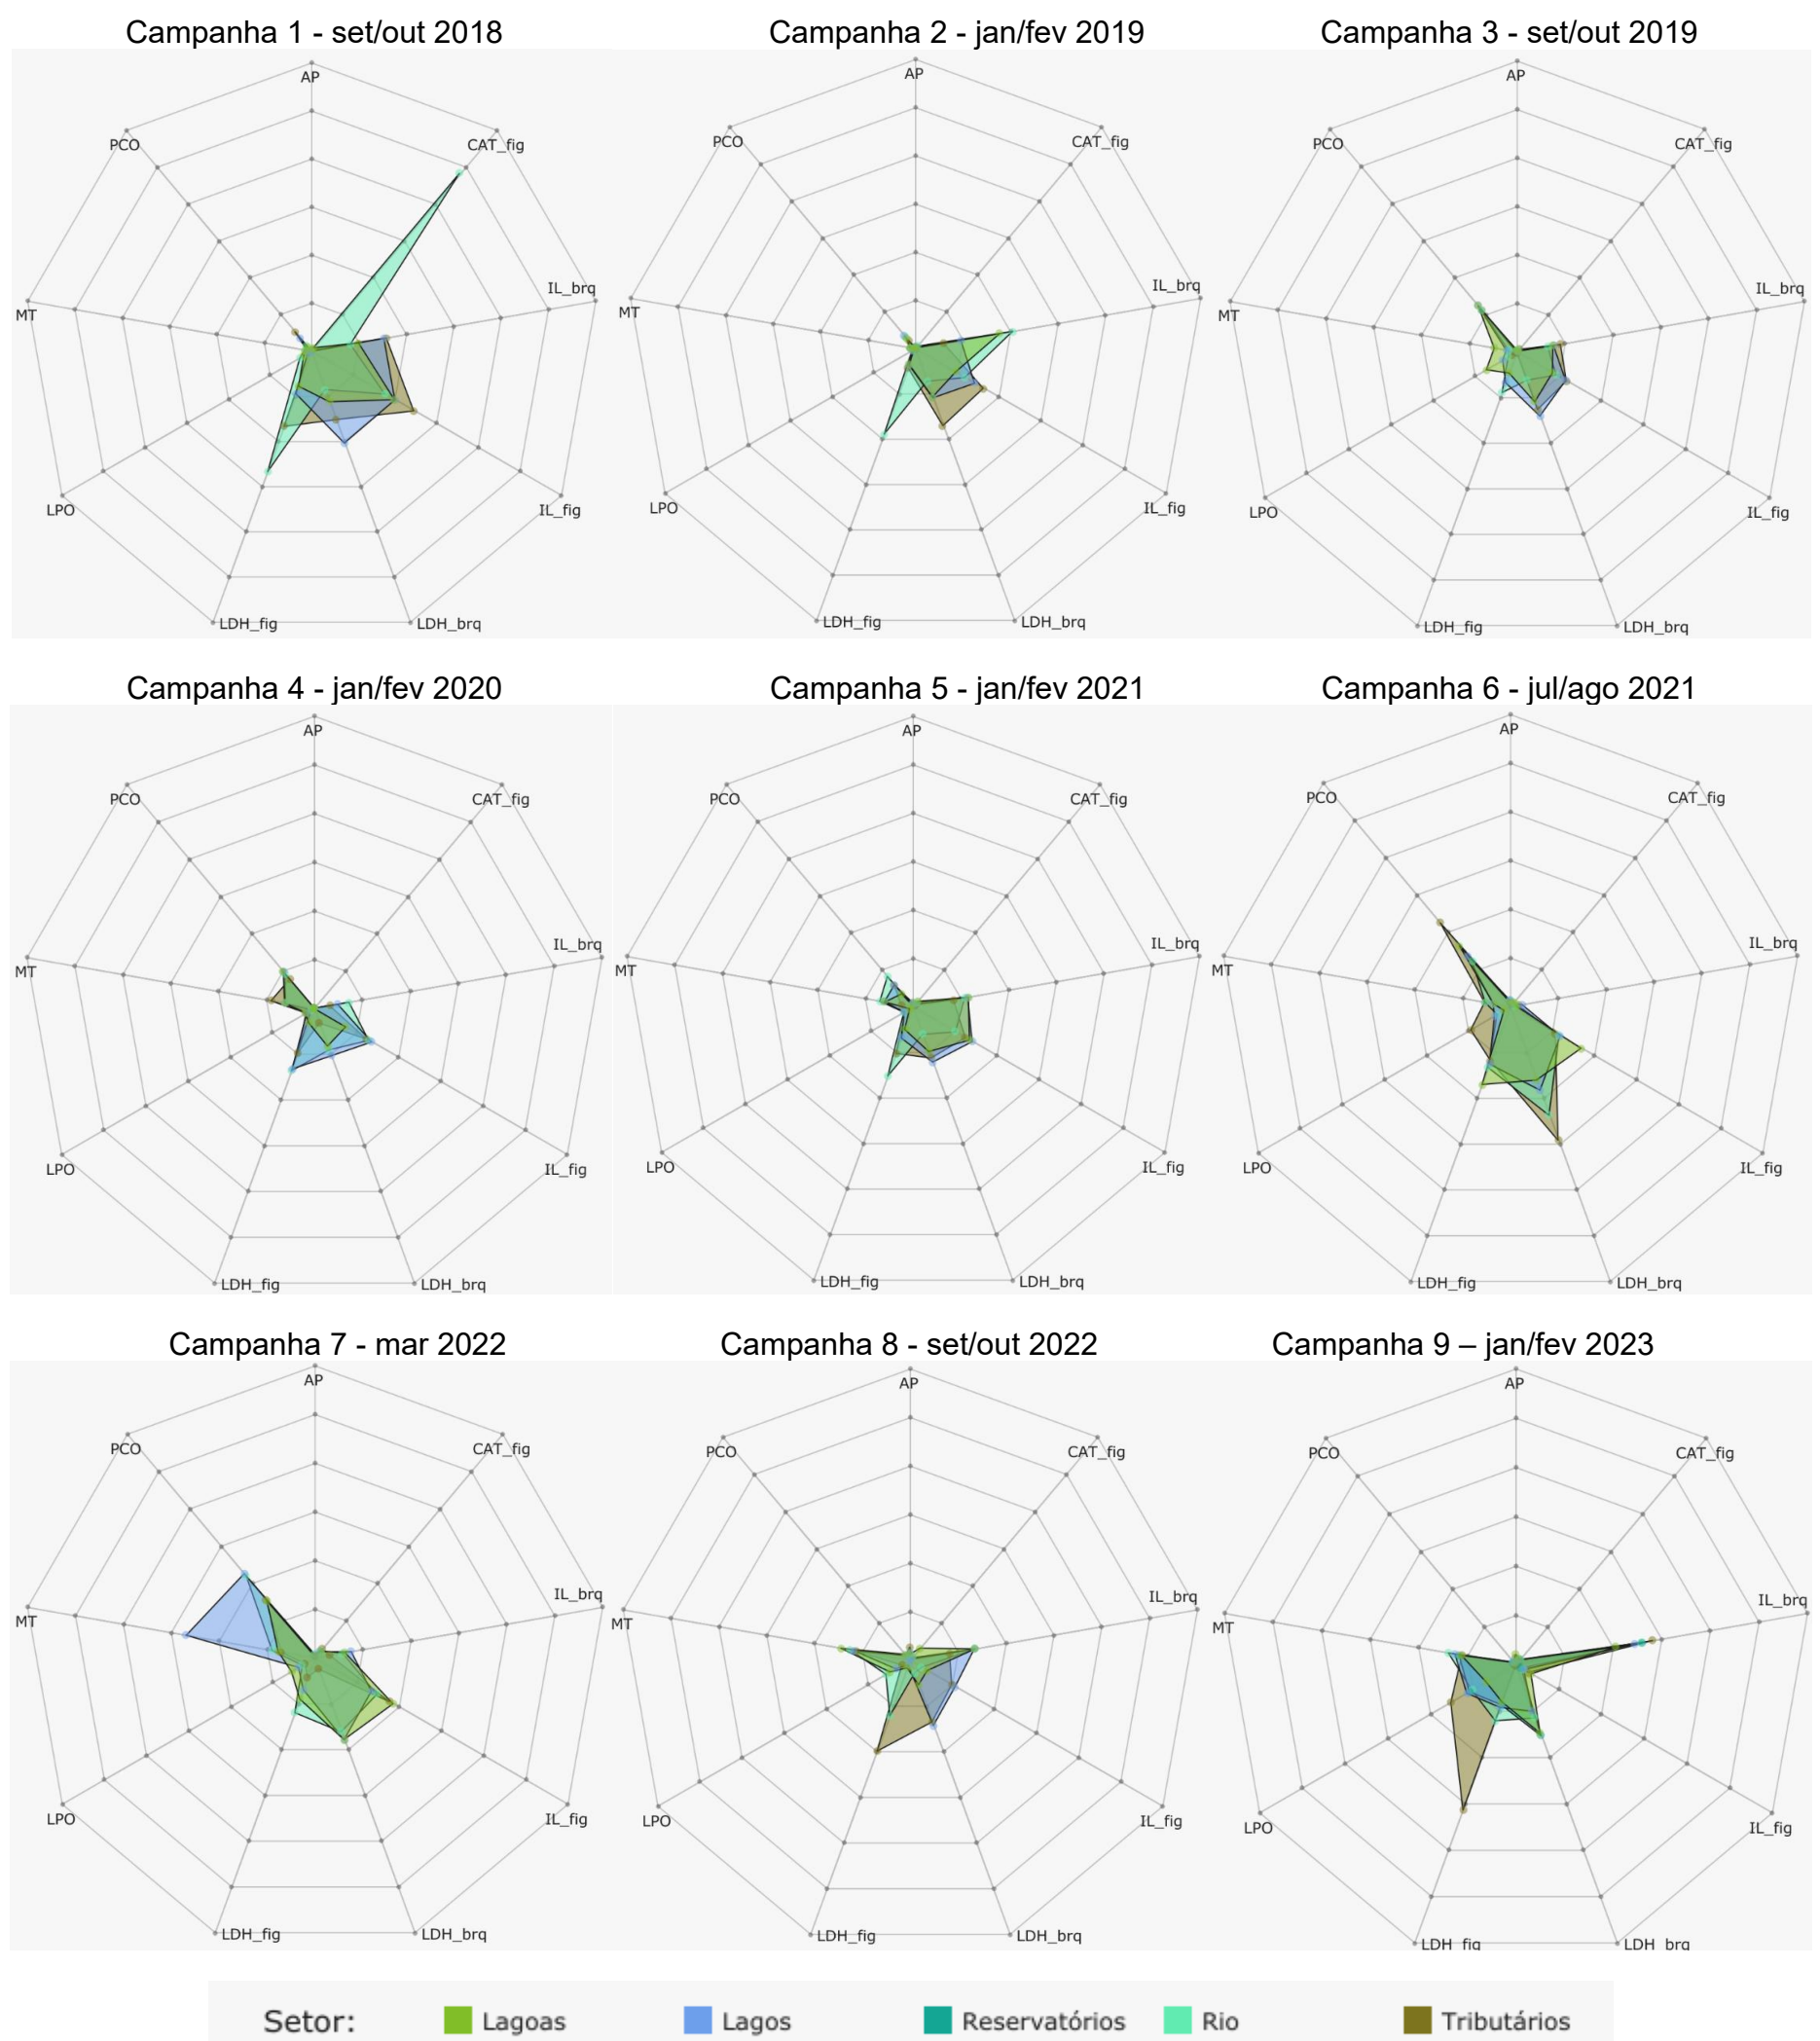 Campanha 1 - set/out 2018
Campanha 2 - jan/fev 2019
Campanha 3 - set/out 2019
AP
PCO
CAT_fig
MT
IL_brq
LPO
IL_fig
LDH_fig
LDH_brq
AP
PCO
CAT_fig
MT
IL_brq
LPO
IL_fig
LDH_fig
LDH_brq
AP
PCO
CAT_fig
MT
IL_brq
LPO
IL_fig
LDH_fig
LDH_brq
Campanha 4 - jan/fev 2020
Campanha 5 - jan/fev 2021
Campanha 6 - jul/ago 2021
AP
PCO
CAT_fig
MT
IL_brq
LPO
IL_fig
LDH_fig
LDH_brq
AP
PCO
CAT_fig
MT
IL_brq
LPO
IL_fig
LDH_fig
LDH_brq
AP
PCO
CAT_fig
MT
IL_brq
LPO
IL_fig
LDH_fig
LDH_brq
Campanha 7 - mar 2022
Campanha 8 - set/out 2022
Campanha 9 – jan/fev 2023
AP
PCO
CAT_fig
MT
IL_brq
LPO
IL_fig
LDH_fig
LDH_brq
AP
PCO
CAT_fig
MT
IL_brq
LPO
IL_fig
LDH_fig
LDH_brq
AP
PCO
CAT_fig
MT
IL_brq
LPO
IL_fig
LDH_fig
LDH_brq
Setor: Lagoas Lagos Reservatórios Rio Tributários